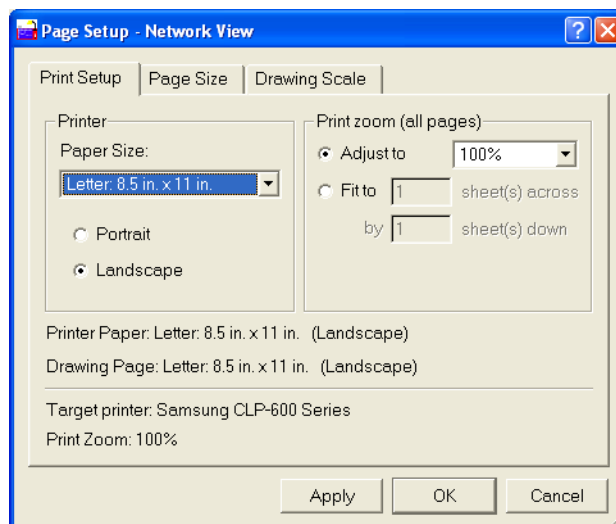 Page Setup - Network View
Print Setup
Page Size
Drawing Scale
Printer
Paper Size:
Letter: 8.5 in. x 11 in.
Portrait
Landscape
Print zoom (all pages)
Adjust to
100%
Fit to
1
sheet(s) across
by
1
sheet(s) down
Printer Paper: Letter: 8.5 in. x 11 in. (Landscape)
Drawing Page: Letter: 8.5 in. x 11 in. (Landscape)
Target printer: Samsung CLP-600 Series
Print Zoom: 100%
Apply
OK
Cancel